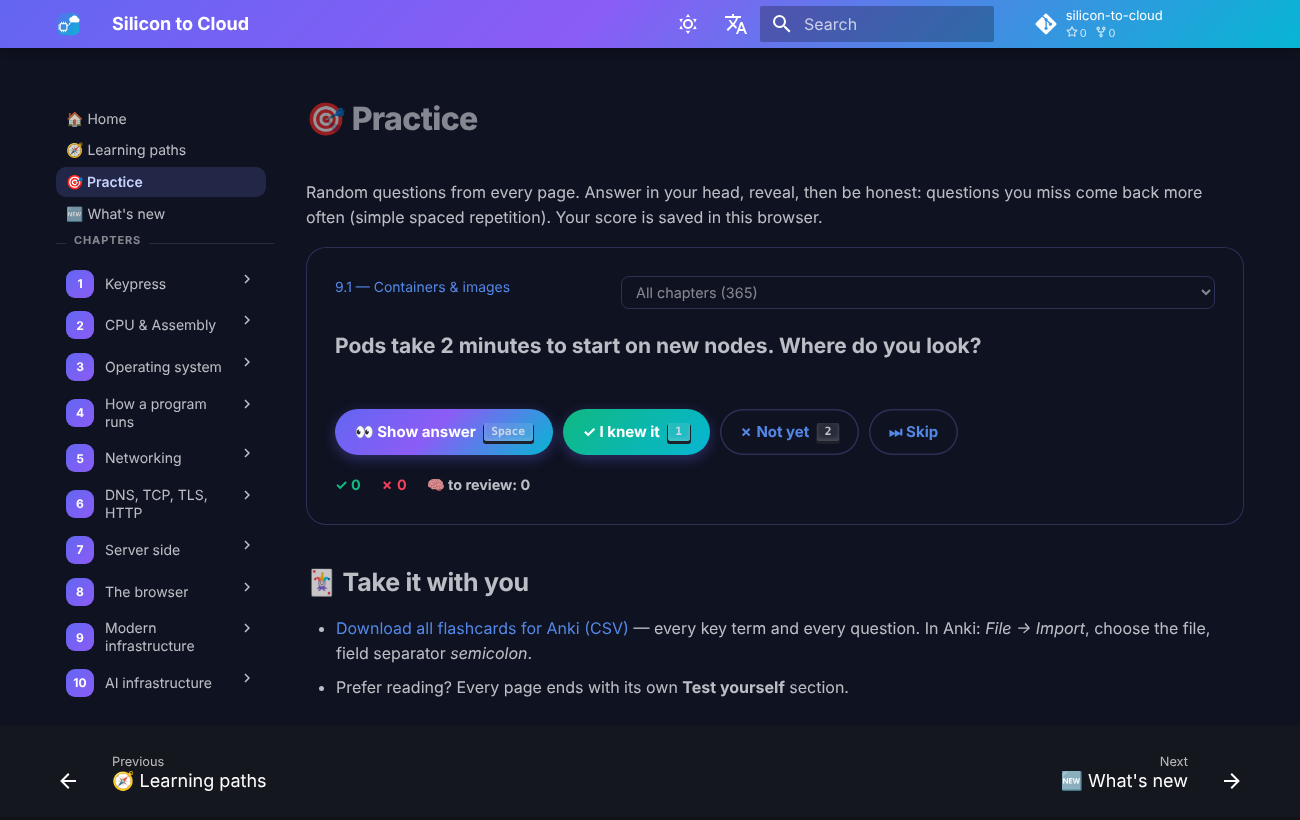 Silicon to Cloud
Search
silicon-to-cloud
0 0
🏠 Home
🧭 Learning paths
🎯 Practice
🆕 What's new
CHAPTERS
1 Keypress
2 CPU & Assembly
3 Operating system
4 How a program
runs
5 Networking
6 DNS, TCP, TLS,
HTTP
7 Server side
8 The browser
9 Modern
infrastructure
10 AI infrastructure
🎯 Practice
Random questions from every page. Answer in your head, reveal, then be honest: questions you miss come back more
often (simple spaced repetition). Your score is saved in this browser.
9.1 — Containers & images
All chapters (365)
Pods take 2 minutes to start on new nodes. Where do you look?
👀 Show answer Space
✓ I knew it 1
✗ Not yet 2
⏭ Skip
✓ 0 ✗ 0 🧠 to review: 0
🃏 Take it with you
• Download all flashcards for Anki (CSV) — every key term and every question. In Anki: File → Import, choose the file,
field separator semicolon.
• Prefer reading? Every page ends with its own Test yourself section.
Previous
🧭 Learning paths
Next
🆕 What's new